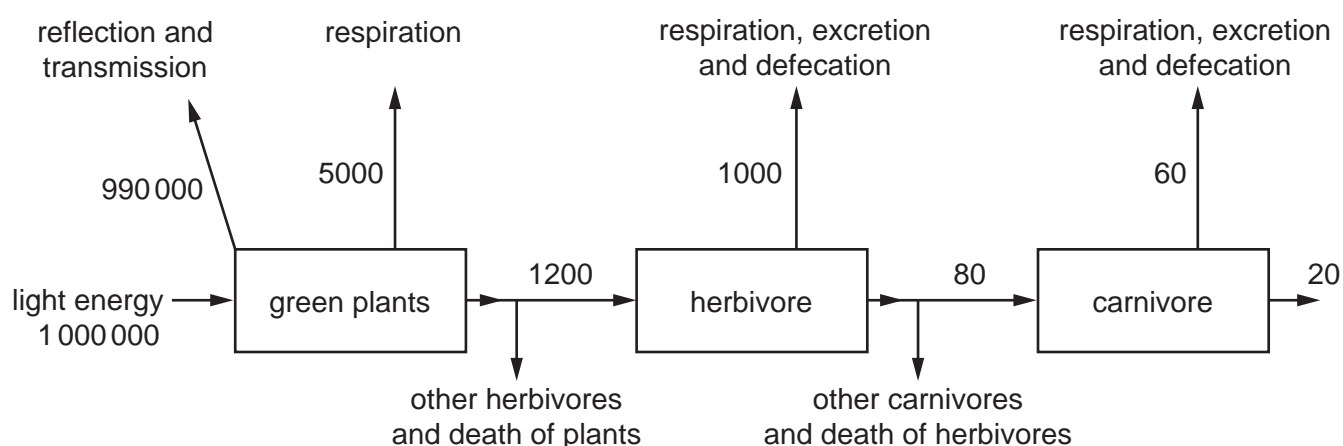 reflection and
transmission
respiration
respiration, excretion
and defecation
respiration, excretion
and defecation
990 000
5000
1000
60
light energy
1 000 000
green plants
1200
herbivore
80
carnivore
20
other herbivores
and death of plants
other carnivores
and death of herbivores